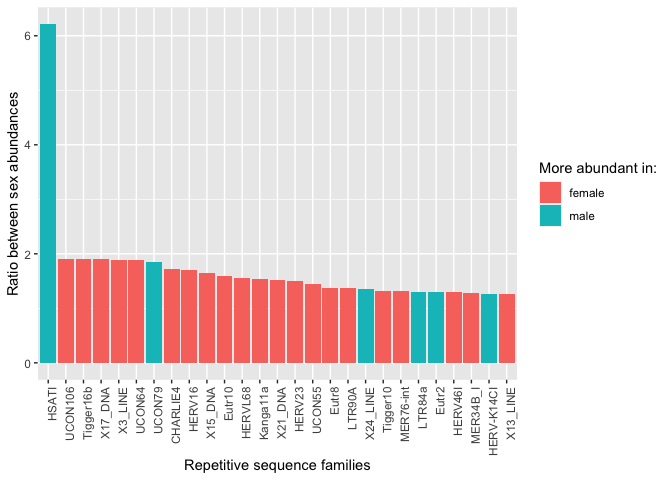 Ratio between sex abundances
6
4
2
0
HSATI
UCON106
Tigger16b
X17_DNA
X3_LINE
UCON64
UCON79
CHARLIE4
HERV16
X15_DNA
Eutr10
HERVL68
Kanga11a
X21_DNA
HERV23
UCON55
Eutr8
LTR90A
X24_LINE
Tigger10
MER76-int
LTR84a
Eutr2
HERV46I
MER34B_I
HERV-K14CI
X13_LINE
Repetitive sequence families
More abundant in:
female
male